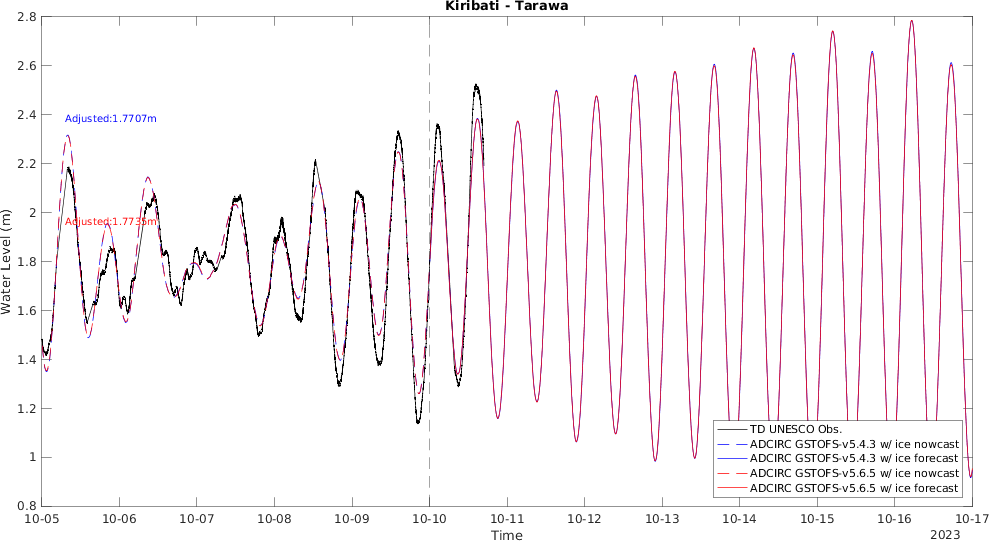 Kiribati - Tarawa
2.8
2.6
2.4
2.2
2
1.8
1.6
1.4
1.2
1
0.8
Water Level (m)
Adjusted:1.7707m
Adjusted:1.7735m
TD UNESCO Obs.
ADCIRC GSTOFS-v5.4.3 w/ ice nowcast
ADCIRC GSTOFS-v5.4.3 w/ ice forecast
ADCIRC GSTOFS-v5.6.5 w/ ice nowcast
ADCIRC GSTOFS-v5.6.5 w/ ice forecast
10-05 10-06 10-07 10-08 10-09 10-10 10-11 10-12 10-13 10-14 10-15 10-16 10-17
Time
2023